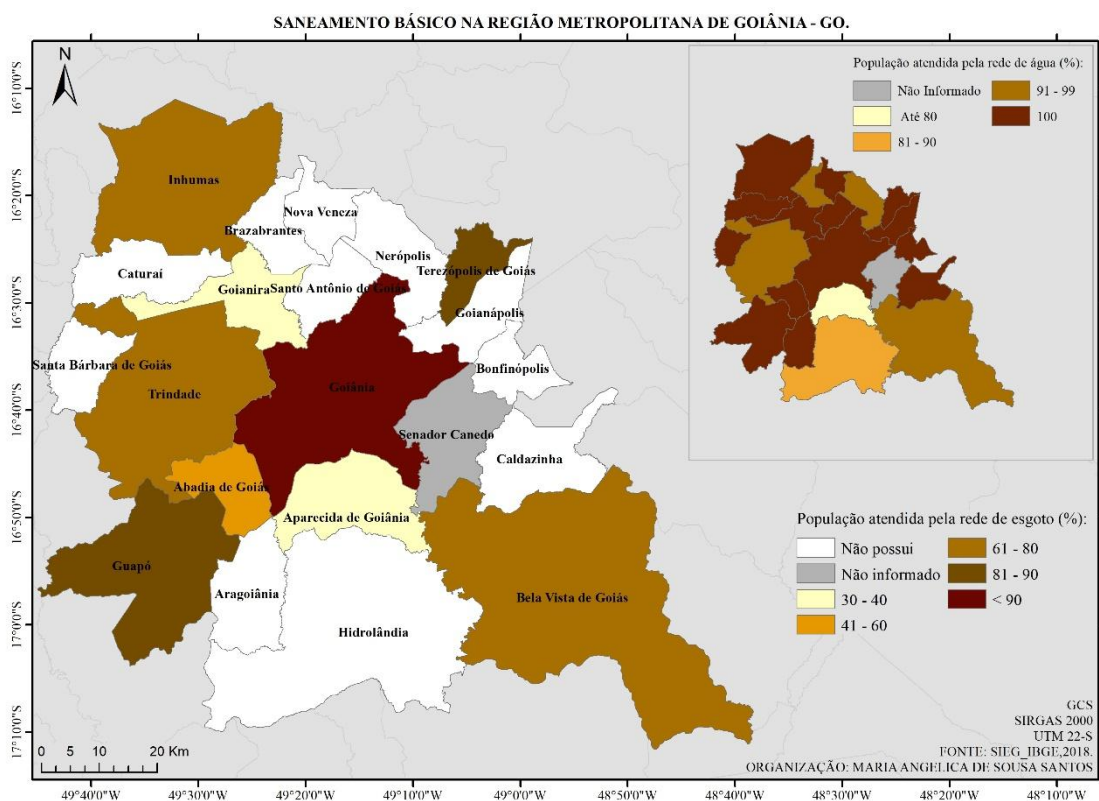 SANEAMENTO BÁSICO NA REGIÃO METROPOLITANA DE GOIÂNIA - GO.
N
16°10'0"S
16°20'0"S
16°30'0"S
16°40'0"S
16°50'0"S
17°0'0"S
17°10'0"S
População atendida pela rede de água (%):
Não Informado
Até 80
81 - 90
91 - 99
100
Inhumas
Nova Veneza
Brazabrantes
Nerópolis
Terezópolis de Goiás
Caturaí
Goianira
Santo Antônio de Goiás
Goianápolis
Santa Bárbara de Goiás
Bonfinópolis
Trindade
Goiânia
Senador Canedo
Caldazinha
Abadia de Goiás
Aparecida de Goiânia
Guapó
Aragoiânia
Bela Vista de Goiás
Hidrolândia
População atendida pela rede de esgoto (%):
Não possui
Não informado
30 - 40
41 - 60
61 - 80
81 - 90
< 90
GCS
SIRGAS 2000
UTM 22-S
FONTE: SIEG_IBGE,2018.
ORGANIZAÇÃO: MARIA ANGELICA DE SOUSA SANTOS
0 5 10 20 Km
49°40'0"W 49°30'0"W 49°20'0"W 49°10'0"W 49°0'0"W 48°50'0"W 48°40'0"W 48°30'0"W 48°20'0"W 48°10'0"W